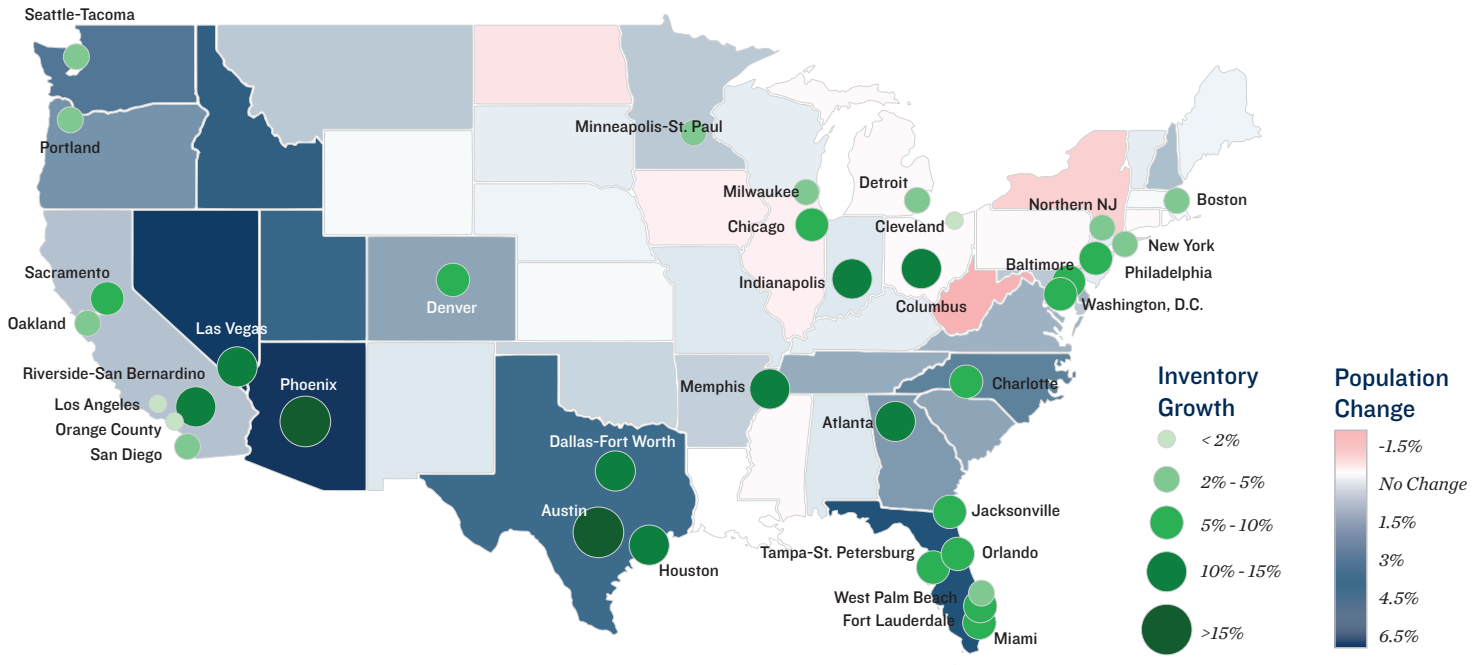 Seattle-Tacoma
Portland
Minneapolis-St. Paul
Milwaukee
Detroit
Chicago
Cleveland
Northern NJ
Boston
New York
Baltimore
Philadelphia
Indianapolis
Columbus
Washington, D.C.
Sacramento
Oakland
Denver
Las Vegas
Riverside-San Bernardino
Phoenix
Los Angeles
Orange County
San Diego
Memphis
Charlotte
Atlanta
Dallas-Fort Worth
Austin
Houston
Jacksonville
Tampa-St. Petersburg
Orlando
West Palm Beach
Fort Lauderdale
Miami
Inventory
Growth
< 2%
2% - 5%
5% - 10%
10% - 15%
>15%
Population
Change
-1.5%
No Change
1.5%
3%
4.5%
6.5%